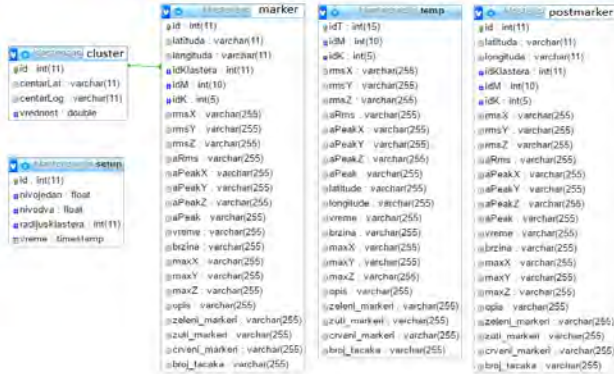 cluster
id : int(11)
centarLat : varchar(11)
centarLog : varchar(11)
vrednost : double
setup
id : int(11)
nivojedan : float
nivodva : float
radijusklastera : int(11)
vreme : timestamp
marker
id : int(11)
latituda : varchar(11)
longituda : varchar(11)
idKlastera : int(11)
idM : int(10)
idK : int(5)
rmsX : varchar(255)
rmsY : varchar(255)
rmsZ : varchar(255)
aRms : varchar(255)
aPeakX : varchar(255)
aPeakY : varchar(255)
aPeakZ : varchar(255)
aPeak : varchar(255)
vreme : varchar(255)
brzina : varchar(255)
maxX : varchar(255)
maxY : varchar(255)
maxZ : varchar(255)
opis : varchar(255)
zeleni_markeri : varchar(255)
zuti_markeri : varchar(255)
crveni_markeri : varchar(255)
broj_tacaka : varchar(255)
temp
idT : int(15)
idM : int(10)
idK : int(5)
rmsX : varchar(255)
rmsY : varchar(255)
rmsZ : varchar(255)
aRms : varchar(255)
aPeakX : varchar(255)
aPeakY : varchar(255)
aPeakZ : varchar(255)
aPeak : varchar(255)
latitude : varchar(255)
longitude : varchar(255)
vreme : varchar(255)
brzina : varchar(255)
maxX : varchar(255)
maxY : varchar(255)
maxZ : varchar(255)
opis : varchar(255)
zeleni_markeri : varchar(255)
zuti_markeri : varchar(255)
crveni_markeri : varchar(255)
broj_tacaka : varchar(255)
postmarker
id : int(11)
latituda : varchar(11)
longituda : varchar(11)
idKlastera : int(11)
idM : int(10)
idK : int(5)
rmsX : varchar(255)
rmsY : varchar(255)
rmsZ : varchar(255)
aRms : varchar(255)
aPeakX : varchar(255)
aPeakY : varchar(255)
aPeakZ : varchar(255)
aPeak : varchar(255)
vreme : varchar(255)
brzina : varchar(255)
maxX : varchar(255)
maxY : varchar(255)
maxZ : varchar(255)
opis : varchar(255)
zeleni_markeri : varchar(255)
zuti_markeri : varchar(255)
crveni_markeri : varchar(255)
broj_tacaka : varchar(255)